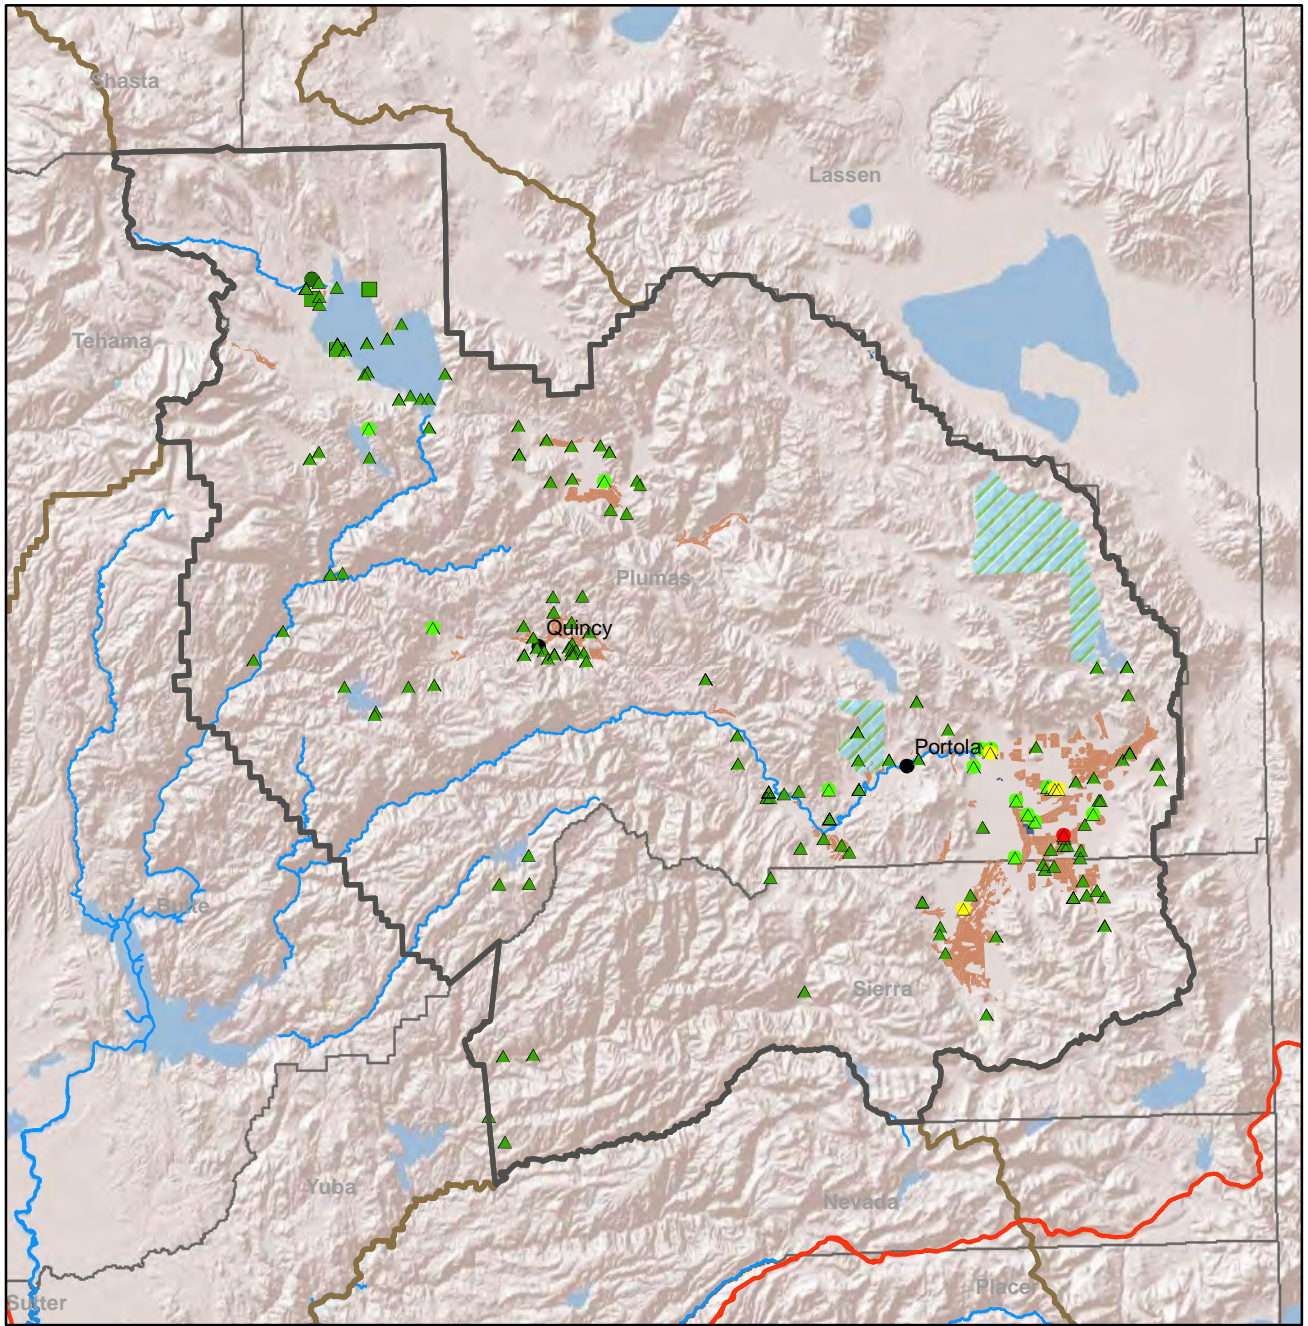 Shasta
Lassen
Tehama
Plumas
Quincy
Portola
Butte
Sierra
Yuba
Nevada
Placer
Sutter